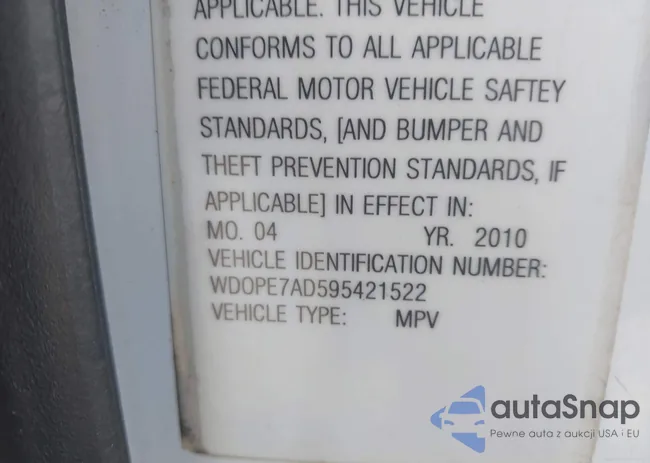 APPLICABLE. THIS VEHICLE
CONFORMS TO ALL APPLICABLE
FEDERAL MOTOR VEHICLE SAFTEY
STANDARDS, [AND BUMPER AND
THEFT PREVENTION STANDARDS, IF
APPLICABLE] IN EFFECT IN:
MO. 04 YR. 2010
VEHICLE IDENTIFICATION NUMBER:
WDOPE7AD595421522
VEHICLE TYPE: MPV
autaSnap
Pewne auta z aukcji USA i EU